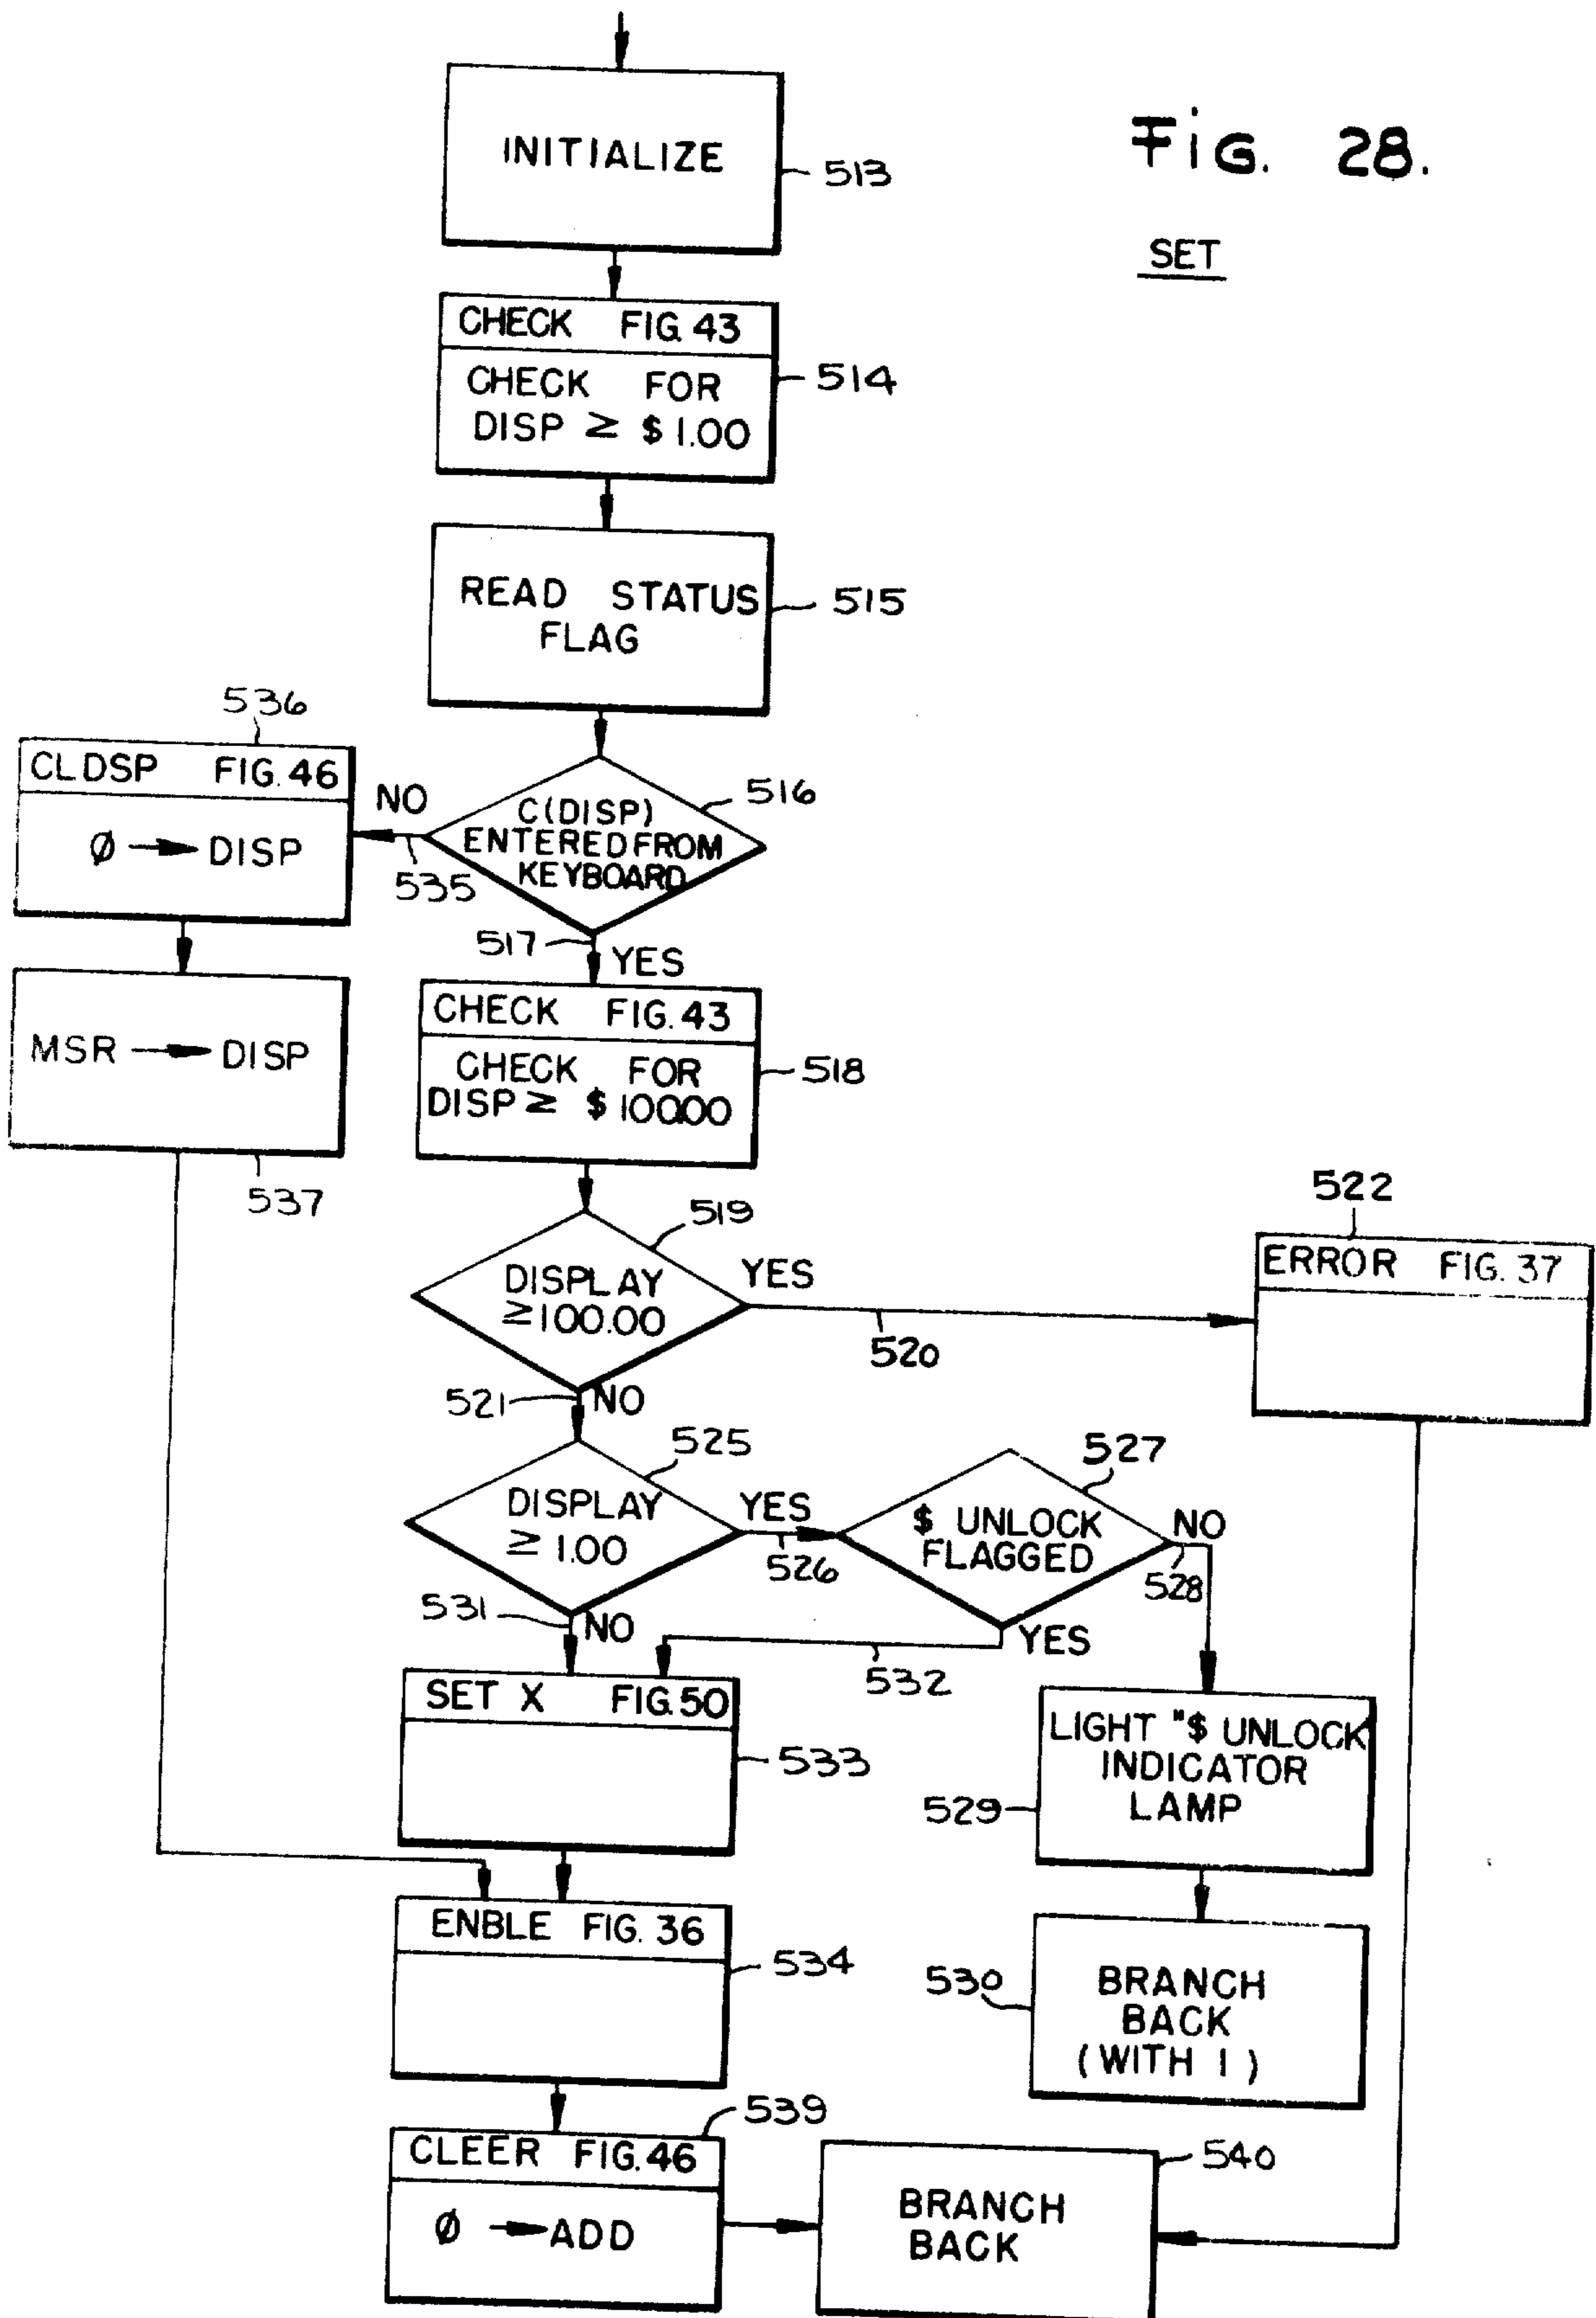 FIG. 28.
SET
INITIALIZE
513
CHECK FIG. 43
CHECK FOR
DISP ≥ $ 1.00
514
READ STATUS
FLAG
515
536
CLDSP FIG. 46
Ø → DISP
NO
535
C(DISP)
ENTERED FROM
KEYBOARD
516
517
YES
MSR → DISP
537
CHECK FIG. 43
CHECK FOR
DISP ≥ $ 100.00
518
519
DISPLAY
≥ 100.00
YES
520
522
ERROR FIG. 37
521
NO
525
DISPLAY
≥ 1.00
YES
526
527
$ UNLOCK
FLAGGED
NO
528
531
NO
YES
532
SET X FIG. 50
533
LIGHT "$ UNLOCK
INDICATOR
LAMP
529
ENBLE FIG. 36
534
530
BRANCH
BACK
(WITH 1)
539
CLEER FIG. 46
Ø → ADD
BRANCH
BACK
540